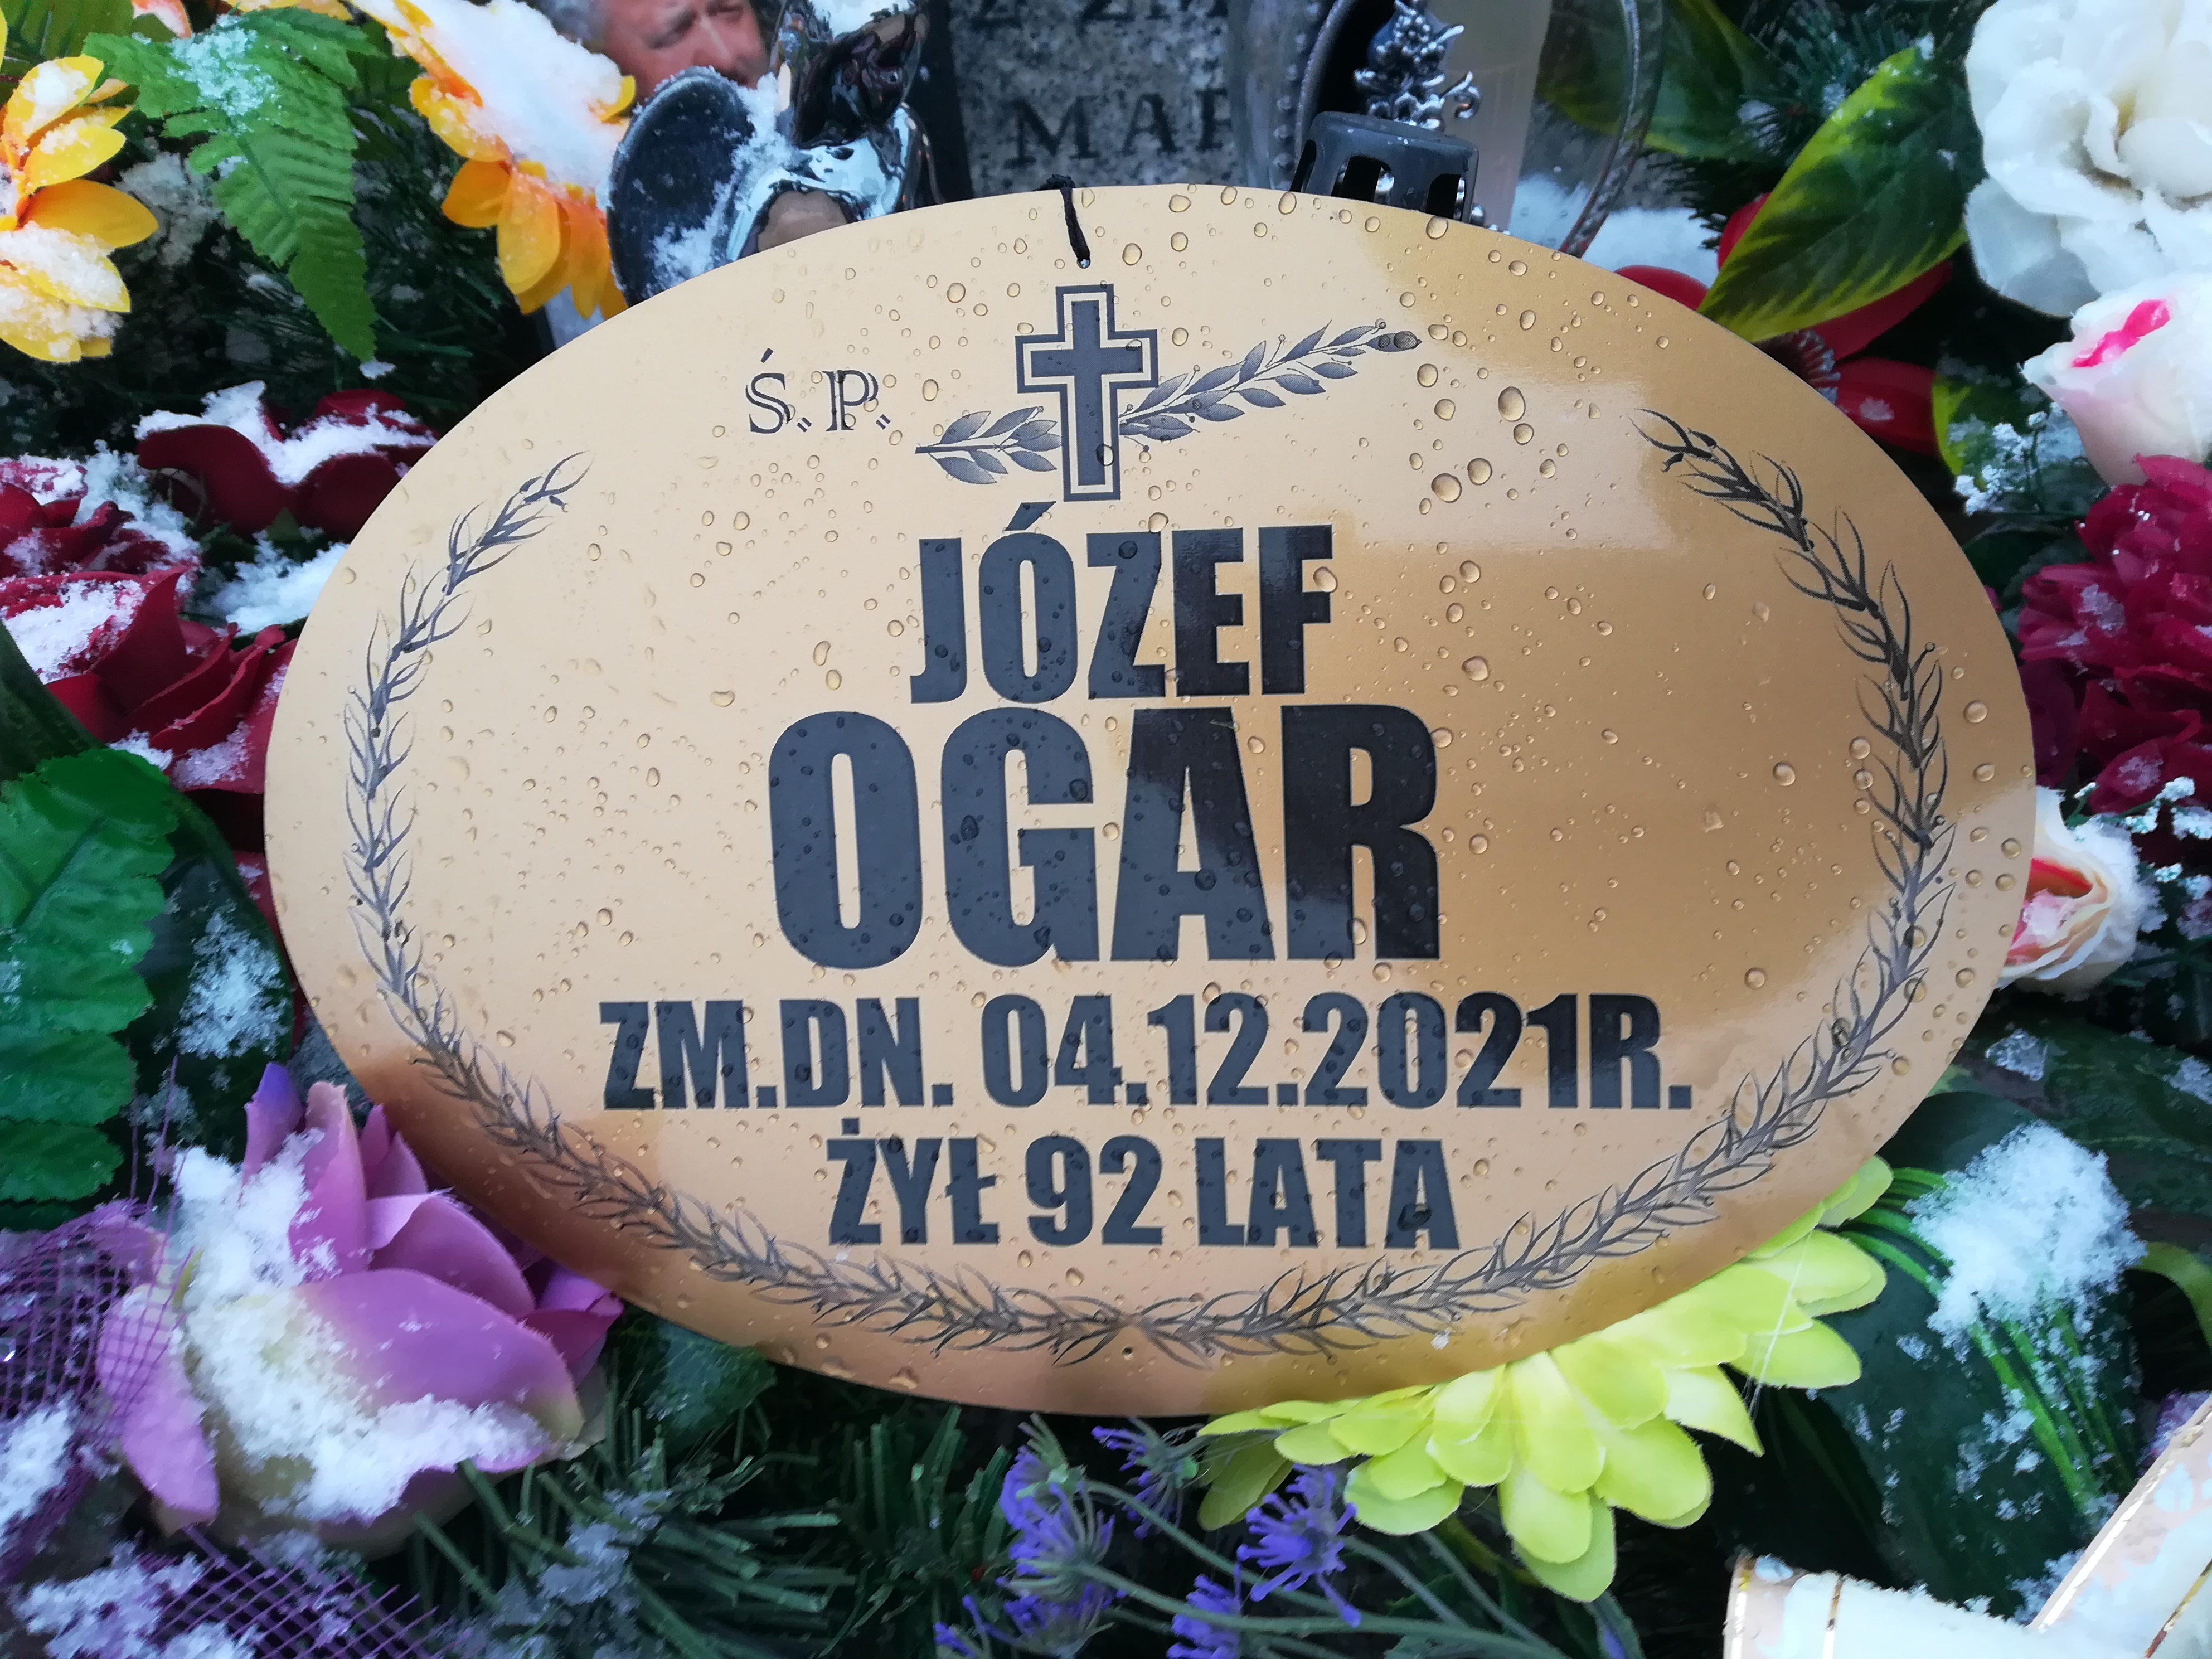 Ś.P.
JÓZEF
OGAR
ZM.DN. 04.12.2021R.
ŻYŁ 92 LATA